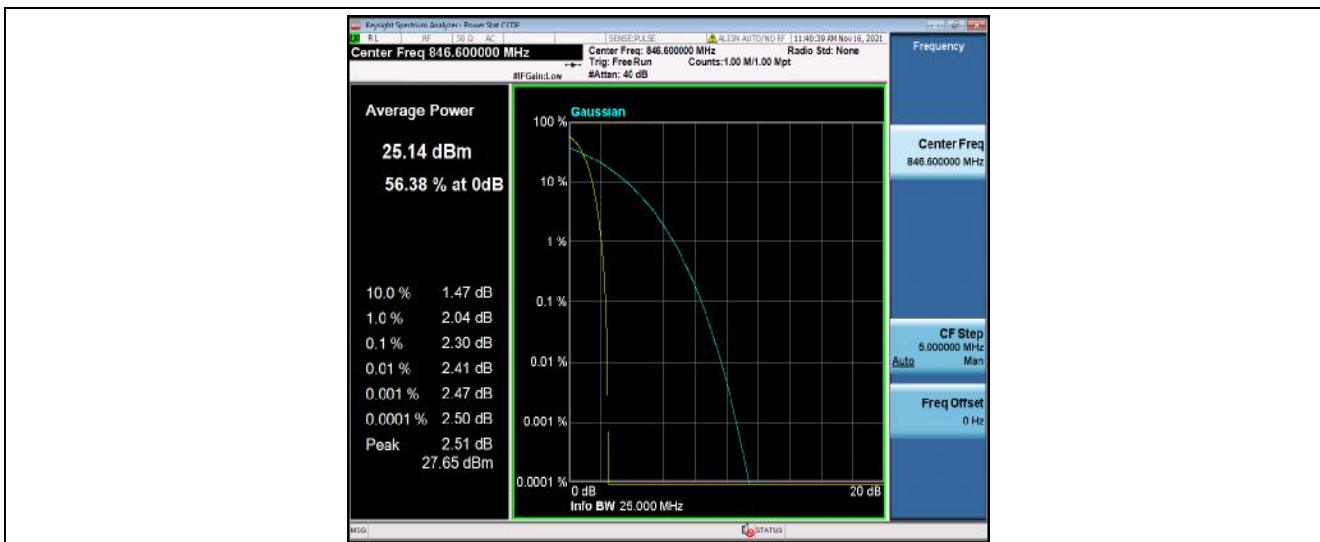 Keysight Spectrum Analyzer - Power Stat CCDF
RL RF 50 Ω AC SENSE:PULSE ALIGN AUTO/NO RF 11:40:39 AM Nov 16, 2021
Center Freq 846.600000 MHz
Center Freq: 846.600000 MHz Radio Std: None
Trig: Free Run Counts:1.00 M/1.00 Mpt
#IFGain:Low #Atten: 40 dB
Frequency
Average Power
25.14 dBm
56.38 % at 0dB
10.0 % 1.47 dB
1.0 % 2.04 dB
0.1 % 2.30 dB
0.01 % 2.41 dB
0.001 % 2.47 dB
0.0001 % 2.50 dB
Peak 2.51 dB
27.65 dBm
Gaussian
100 %
10 %
1 %
0.1 %
0.01 %
0.001 %
0.0001 %
0 dB 20 dB
Info BW 25.000 MHz
Center Freq
846.600000 MHz
CF Step
5.000000 MHz
Auto Man
Freq Offset
0 Hz
MSG STATUS